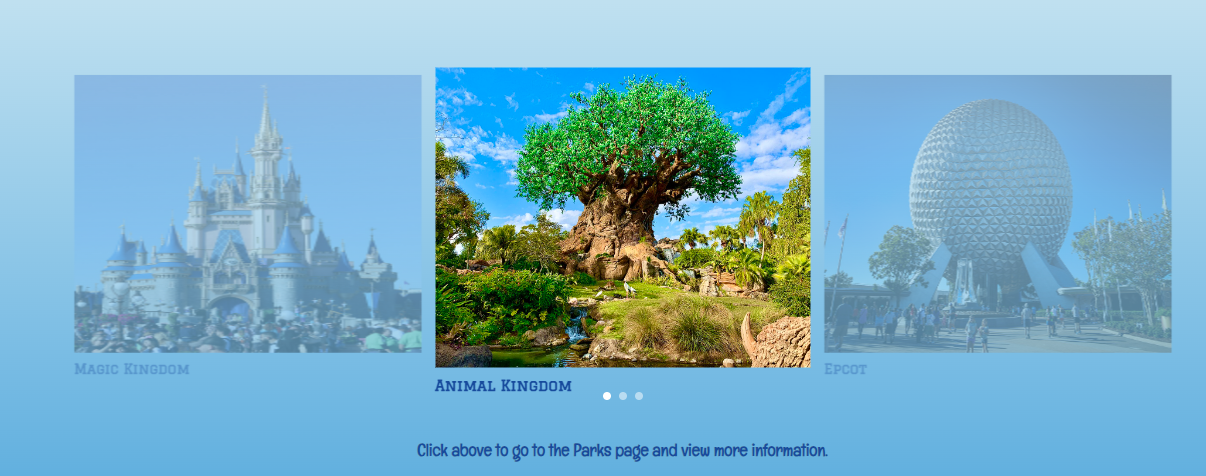 Magic Kingdom
Animal Kingdom
Epcot
Click above to go to the Parks page and view more information.